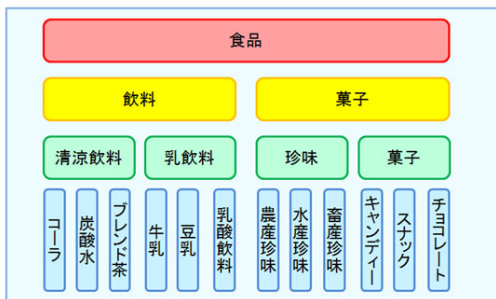 食品
飲料
菓子
清涼飲料
乳飲料
珍味
菓子
コーラ
炭酸水
ブレンド茶
牛乳
豆乳
乳酸飲料
農産珍味
水産珍味
畜産珍味
キャンディー
スナック
チョコレート